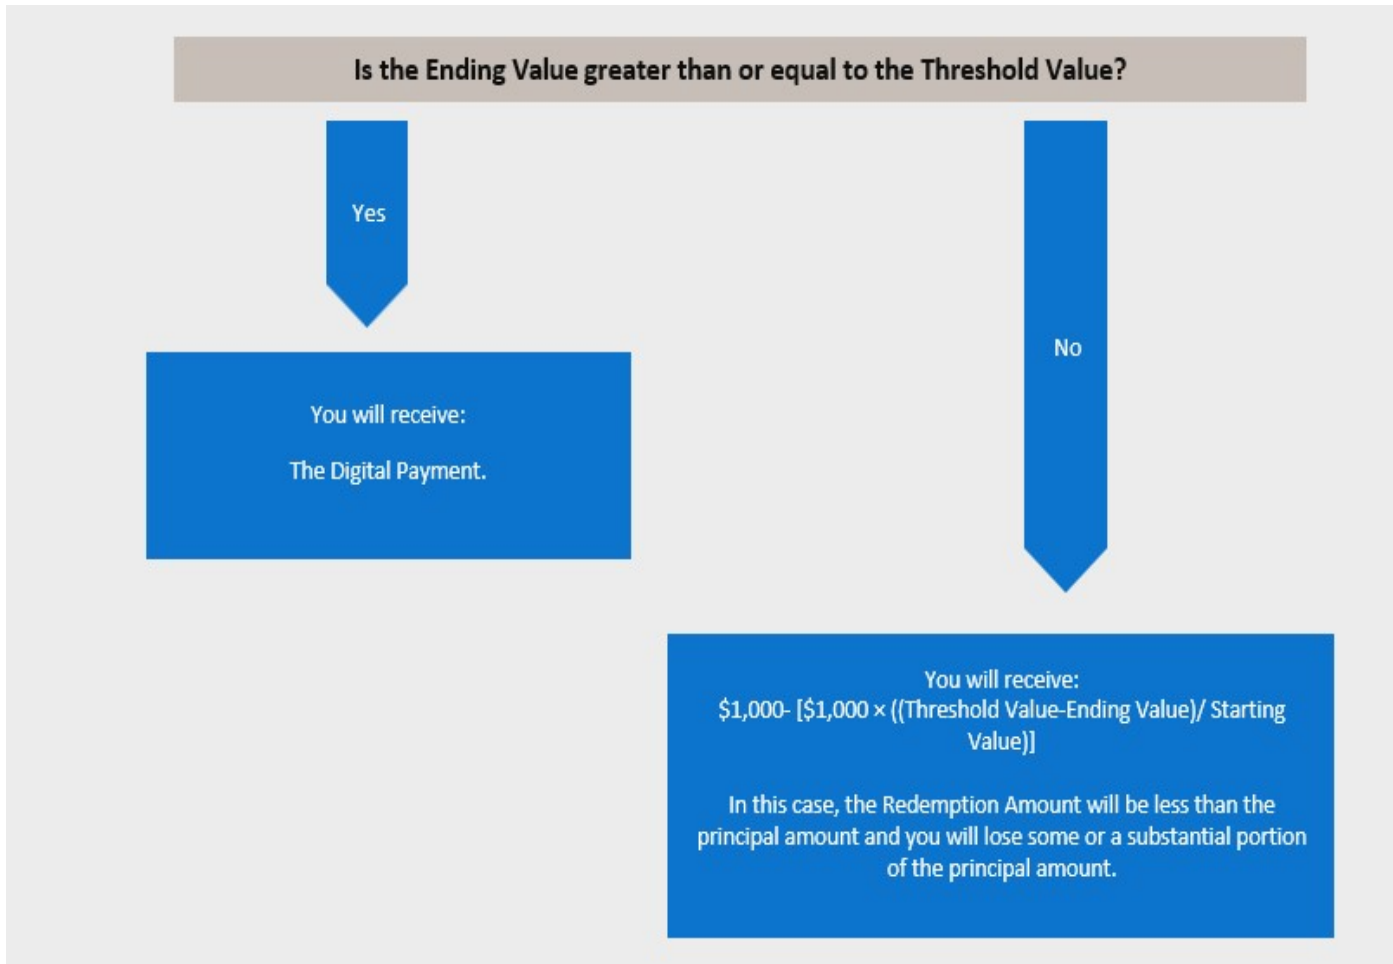 Is the Ending Value greater than or equal to the Threshold Value?
Yes
No
You will receive:
The Digital Payment.
You will receive:
$1,000- [$1,000 × ((Threshold Value-Ending Value)/ Starting
Value)]
In this case, the Redemption Amount will be less than the
principal amount and you will lose some or a substantial portion
of the principal amount.